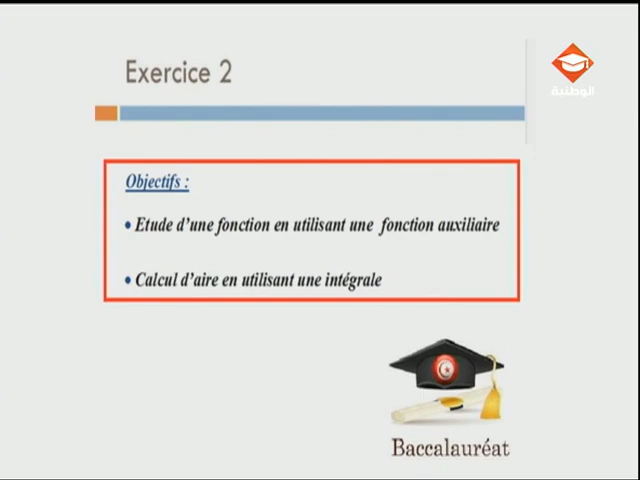 Exercice 2
الوطنية
Objectifs :
• Etude d'une fonction en utilisant une fonction auxiliaire
• Calcul d'aire en utilisant une intégrale
Baccalauréat